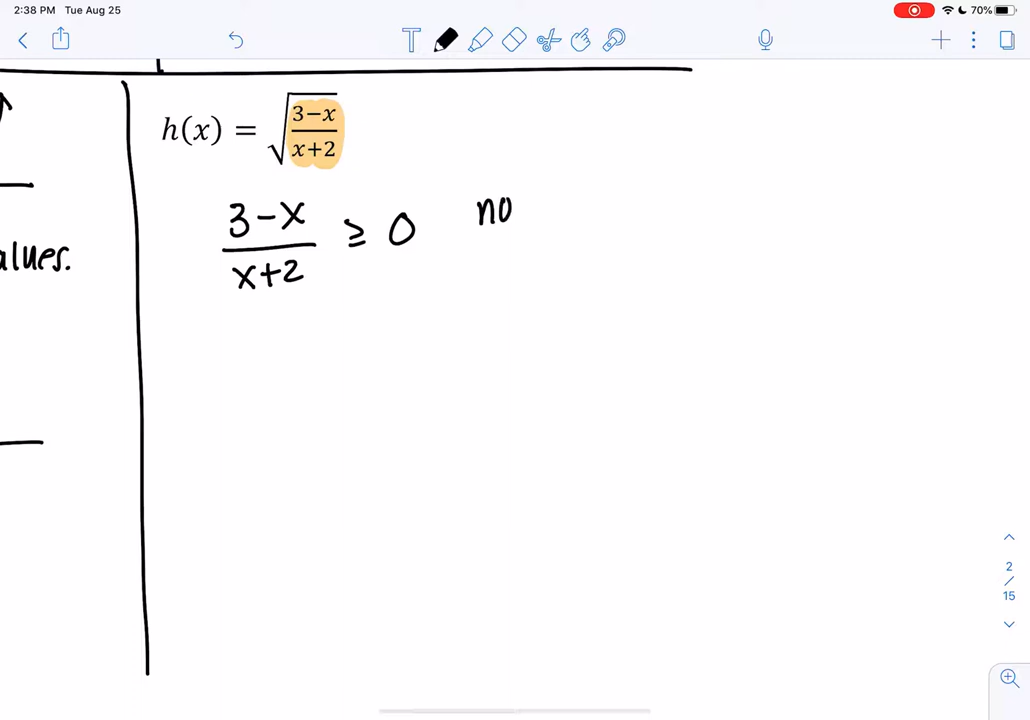 2:38 PM Tue Aug 25 70%
T
h(x) = √((3−x)/(x+2))
(3−x)/(x+2) ≥ 0 no
alues.
2
/
15